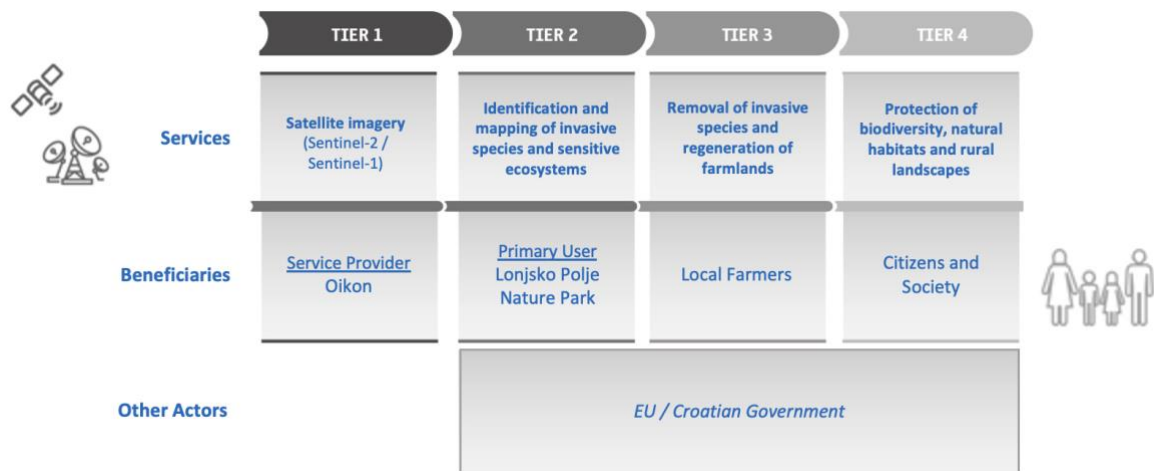 TIER 1
TIER 2
TIER 3
TIER 4
Services
Satellite imagery
(Sentinel-2 /
Sentinel-1)
Identification and
mapping of invasive
species and sensitive
ecosystems
Removal of invasive
species and
regeneration of
farmlands
Protection of
biodiversity, natural
habitats and rural
landscapes
Beneficiaries
Service Provider
Oikon
Primary User
Lonjsko Polje
Nature Park
Local Farmers
Citizens and
Society
Other Actors
EU / Croatian Government